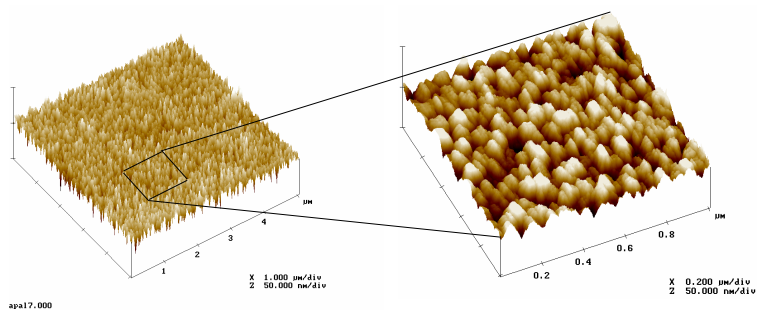 1
2
3
4
µm
X 1.000 µm/div
Z 50.000 nm/div
apal7.000
0.2
0.4
0.6
0.8
µm
X 0.200 µm/div
Z 50.000 nm/div